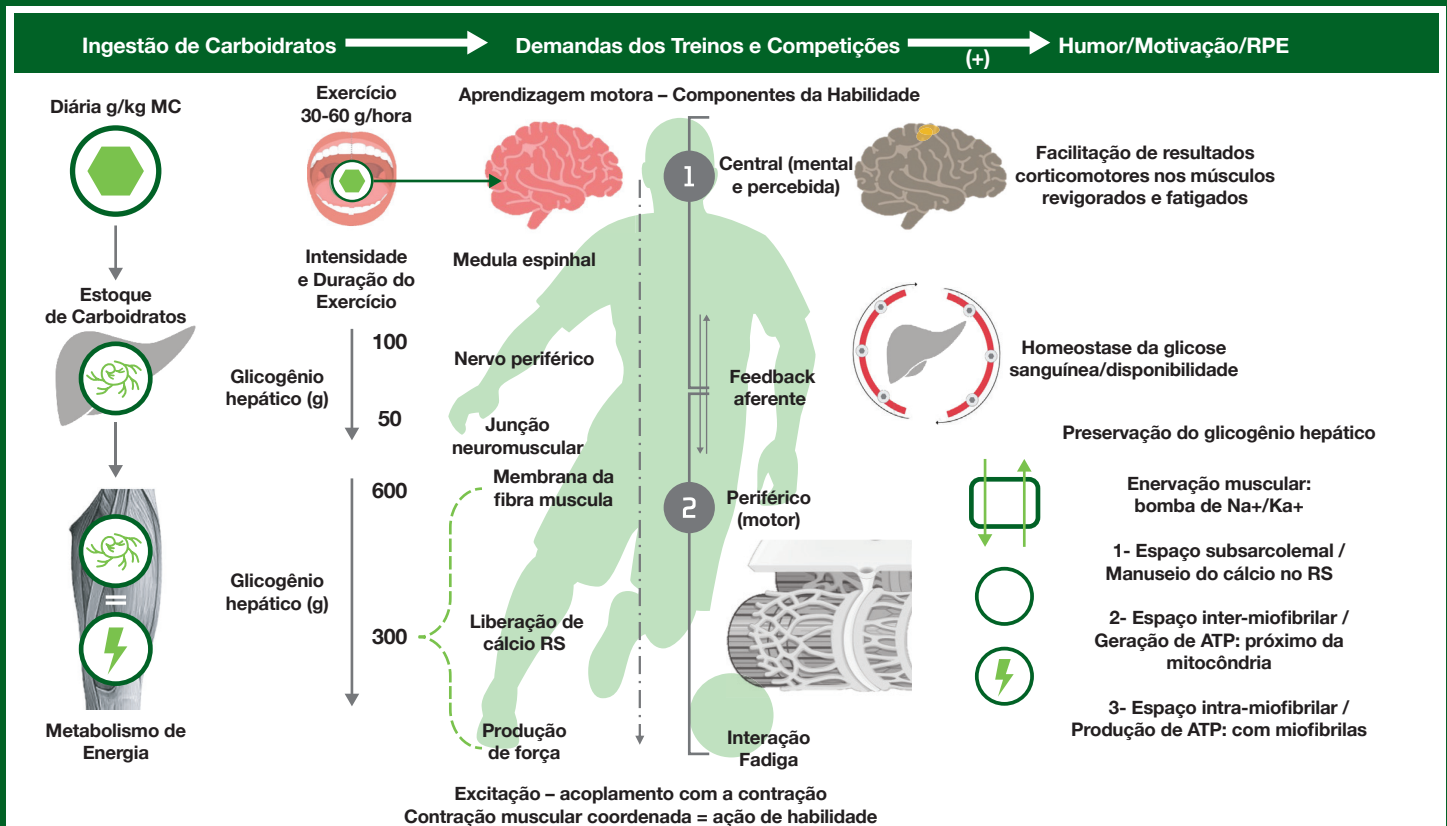 Ingestão de Carboidratos
Demandas dos Treinos e Competições
(+)
Humor/Motivação/RPE
Diária g/kg MC
Estoque
de Carboidratos
Metabolismo de
Energia
Exercício
30-60 g/hora
Intensidade
e Duração do
Exercício
Glicogênio
hepático (g)
100
50
Glicogênio
hepático (g)
600
300
Aprendizagem motora – Componentes da Habilidade
Medula espinhal
Nervo periférico
Junção
neuromuscular
Membrana da
fibra muscula
Liberação de
cálcio RS
Produção
de força
1
Central (mental
e percebida)
Feedback
aferente
2
Periférico
(motor)
Interação
Fadiga
Excitação – acoplamento com a contração
Contração muscular coordenada = ação de habilidade
Facilitação de resultados
corticomotores nos músculos
revigorados e fatigados
Homeostase da glicose
sanguínea/disponibilidade
Preservação do glicogênio hepático
Enervação muscular:
bomba de Na+/Ka+
1- Espaço subsarcolemal /
Manuseio do cálcio no RS
2- Espaço inter-miofibrilar /
Geração de ATP: próximo da
mitocôndria
3- Espaço intra-miofibrilar /
Produção de ATP: com miofibrilas